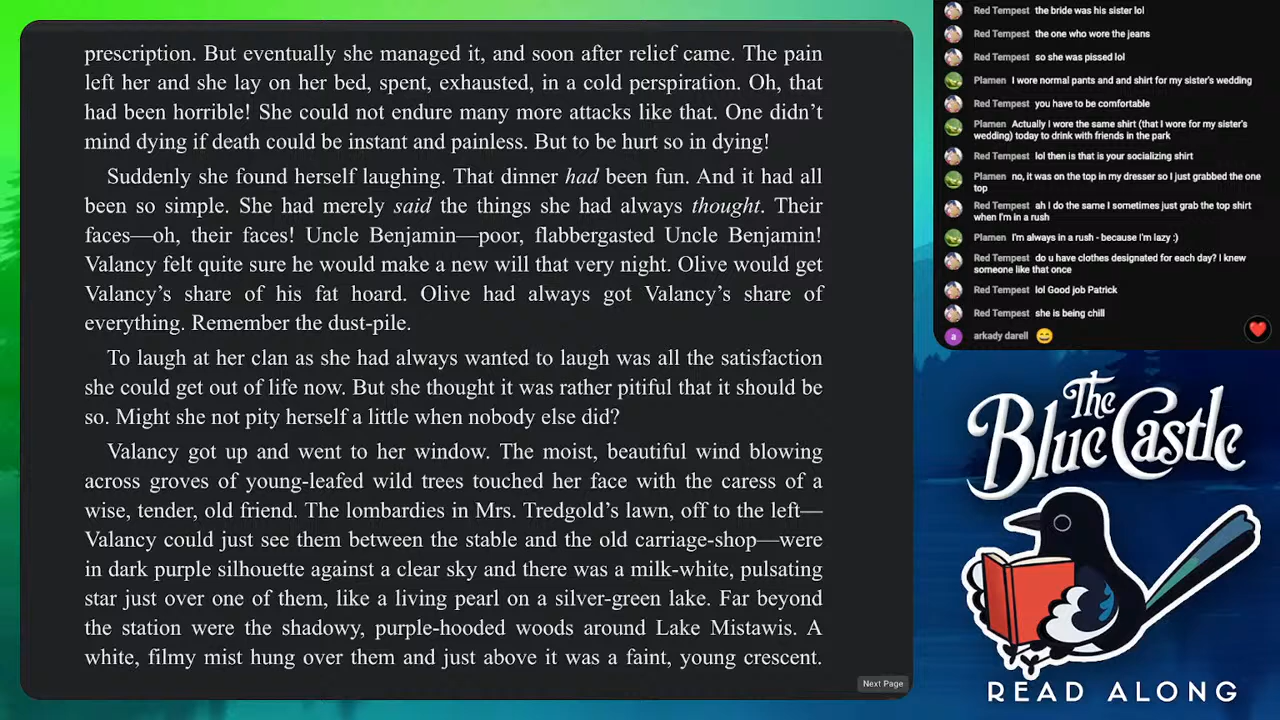 prescription. But eventually she managed it, and soon after relief came. The pain
left her and she lay on her bed, spent, exhausted, in a cold perspiration. Oh, that
had been horrible! She could not endure many more attacks like that. One didn’t
mind dying if death could be instant and painless. But to be hurt so in dying!
Suddenly she found herself laughing. That dinner had been fun. And it had all
been so simple. She had merely said the things she had always thought. Their
faces—oh, their faces! Uncle Benjamin—poor, flabbergasted Uncle Benjamin!
Valancy felt quite sure he would make a new will that very night. Olive would get
Valancy’s share of his fat hoard. Olive had always got Valancy’s share of
everything. Remember the dust-pile.
To laugh at her clan as she had always wanted to laugh was all the satisfaction
she could get out of life now. But she thought it was rather pitiful that it should be
so. Might she not pity herself a little when nobody else did?
Valancy got up and went to her window. The moist, beautiful wind blowing
across groves of young-leafed wild trees touched her face with the caress of a
wise, tender, old friend. The lombardies in Mrs. Tredgold’s lawn, off to the left—
Valancy could just see them between the stable and the old carriage-shop—were
in dark purple silhouette against a clear sky and there was a milk-white, pulsating
star just over one of them, like a living pearl on a silver-green lake. Far beyond
the station were the shadowy, purple-hooded woods around Lake Mistawis. A
white, filmy mist hung over them and just above it was a faint, young crescent.
Next Page
Red Tempest the bride was his sister lol
Red Tempest the one who wore the jeans
Red Tempest so she was pissed lol
Plamen I wore normal pants and and shirt for my sister's wedding
Red Tempest you have to be comfortable
Plamen Actually I wore the same shirt (that I wore for my sister's
wedding) today to drink with friends in the park
Red Tempest lol then is that is your socializing shirt
Plamen no, it was on the top in my dresser so I just grabbed the one
top
Red Tempest ah I do the same I sometimes just grab the top shirt
when I'm in a rush
Plamen I'm always in a rush - because I'm lazy :)
Red Tempest do u have clothes designated for each day? I knew
someone like that once
Red Tempest lol Good job Patrick
Red Tempest she is being chill
a arkady darell
The
Blue Castle
READ ALONG